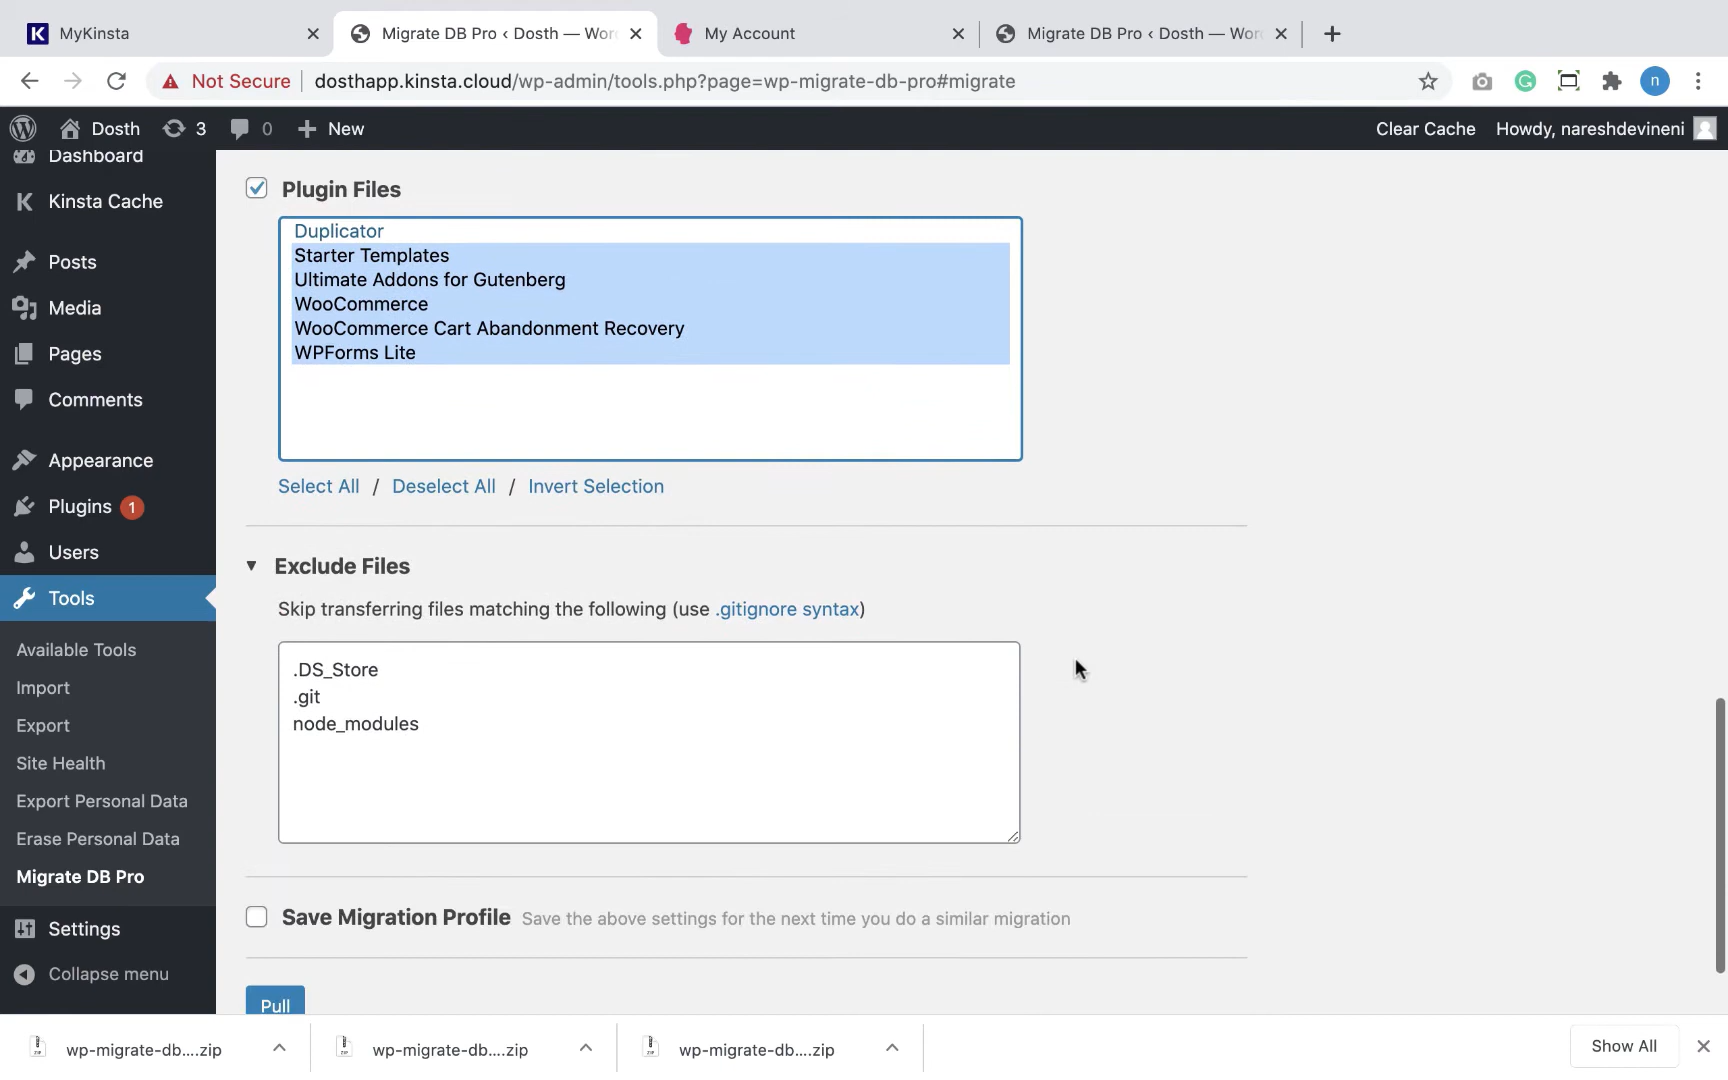 MyKinsta
Migrate DB Pro ‹ Dosth — Wor
My Account
Migrate DB Pro ‹ Dosth — Wor
Not Secure
dosthapp.kinsta.cloud/wp-admin/tools.php?page=wp-migrate-db-pro#migrate
n
Dosth
3
0
New
Clear Cache
Howdy, nareshdevineni
Dashboard
Kinsta Cache
Posts
Media
Pages
Comments
Appearance
Plugins 1
Users
Tools
Available Tools
Import
Export
Site Health
Export Personal Data
Erase Personal Data
Migrate DB Pro
Settings
Collapse menu
Plugin Files
Duplicator
Starter Templates
Ultimate Addons for Gutenberg
WooCommerce
WooCommerce Cart Abandonment Recovery
WPForms Lite
Select All / Deselect All / Invert Selection
Exclude Files
Skip transferring files matching the following (use .gitignore syntax)
.DS_Store
.git
node_modules
Save Migration Profile Save the above settings for the next time you do a similar migration
Pull
wp-migrate-db....zip
wp-migrate-db....zip
wp-migrate-db....zip
Show All